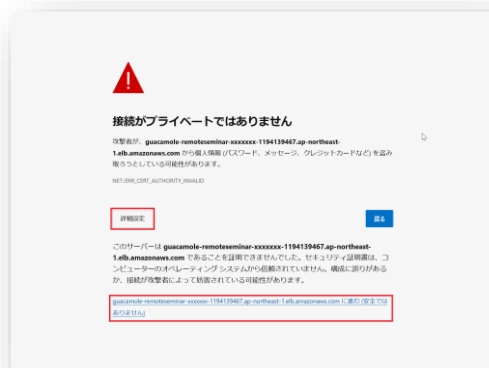 接続がプライベートではありません
攻撃者が、guacamole-remoteseminar-xxxxxxx-1194139467.ap-northeast-
1.elb.amazonaws.com から個人情報 (パスワード、メッセージ、クレジットカードなど) を盗み
取ろうとしている可能性があります。
NET::ERR_CERT_AUTHORITY_INVALID
詳細設定
戻る
このサーバーは guacamole-remoteseminar-xxxxxxx-1194139467.ap-northeast-
1.elb.amazonaws.com であることを証明できませんでした。セキュリティ証明書は、コ
ンピューターのオペレーティング システムから信頼されていません。構成に誤りがある
か、接続が攻撃者によって妨害されている可能性があります。
guacamole-remoteseminar-xxxxxxx-1194139467.ap-northeast-1.elb.amazonaws.com に進む (安全では
ありません)